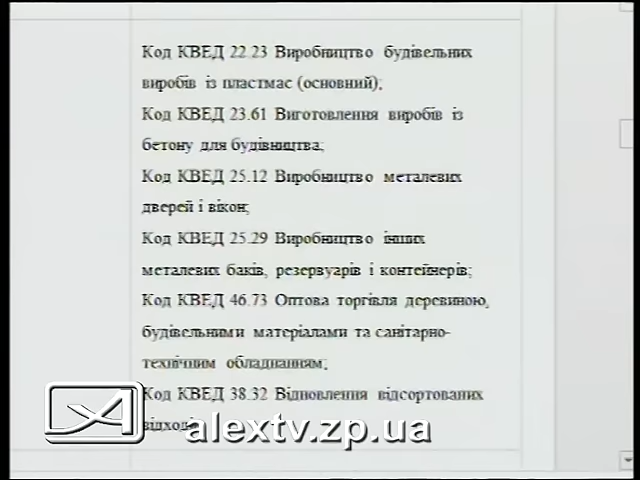 Код КВЕД 22.23 Виробництво будівельних
виробів із пластмас (основний);
Код КВЕД 23.61 Виготовлення виробів із
бетону для будівництва;
Код КВЕД 25.12 Виробництво металевих
дверей і вікон;
Код КВЕД 25.29 Виробництво інших
металевих баків, резервуарів і контейнерів;
Код КВЕД 46.73 Оптова торгівля деревиною,
будівельними матеріалами та санітарно-
технічним обладнанням;
Код КВЕД 38.32 Відновлення відсортованих
alextv.zp.ua